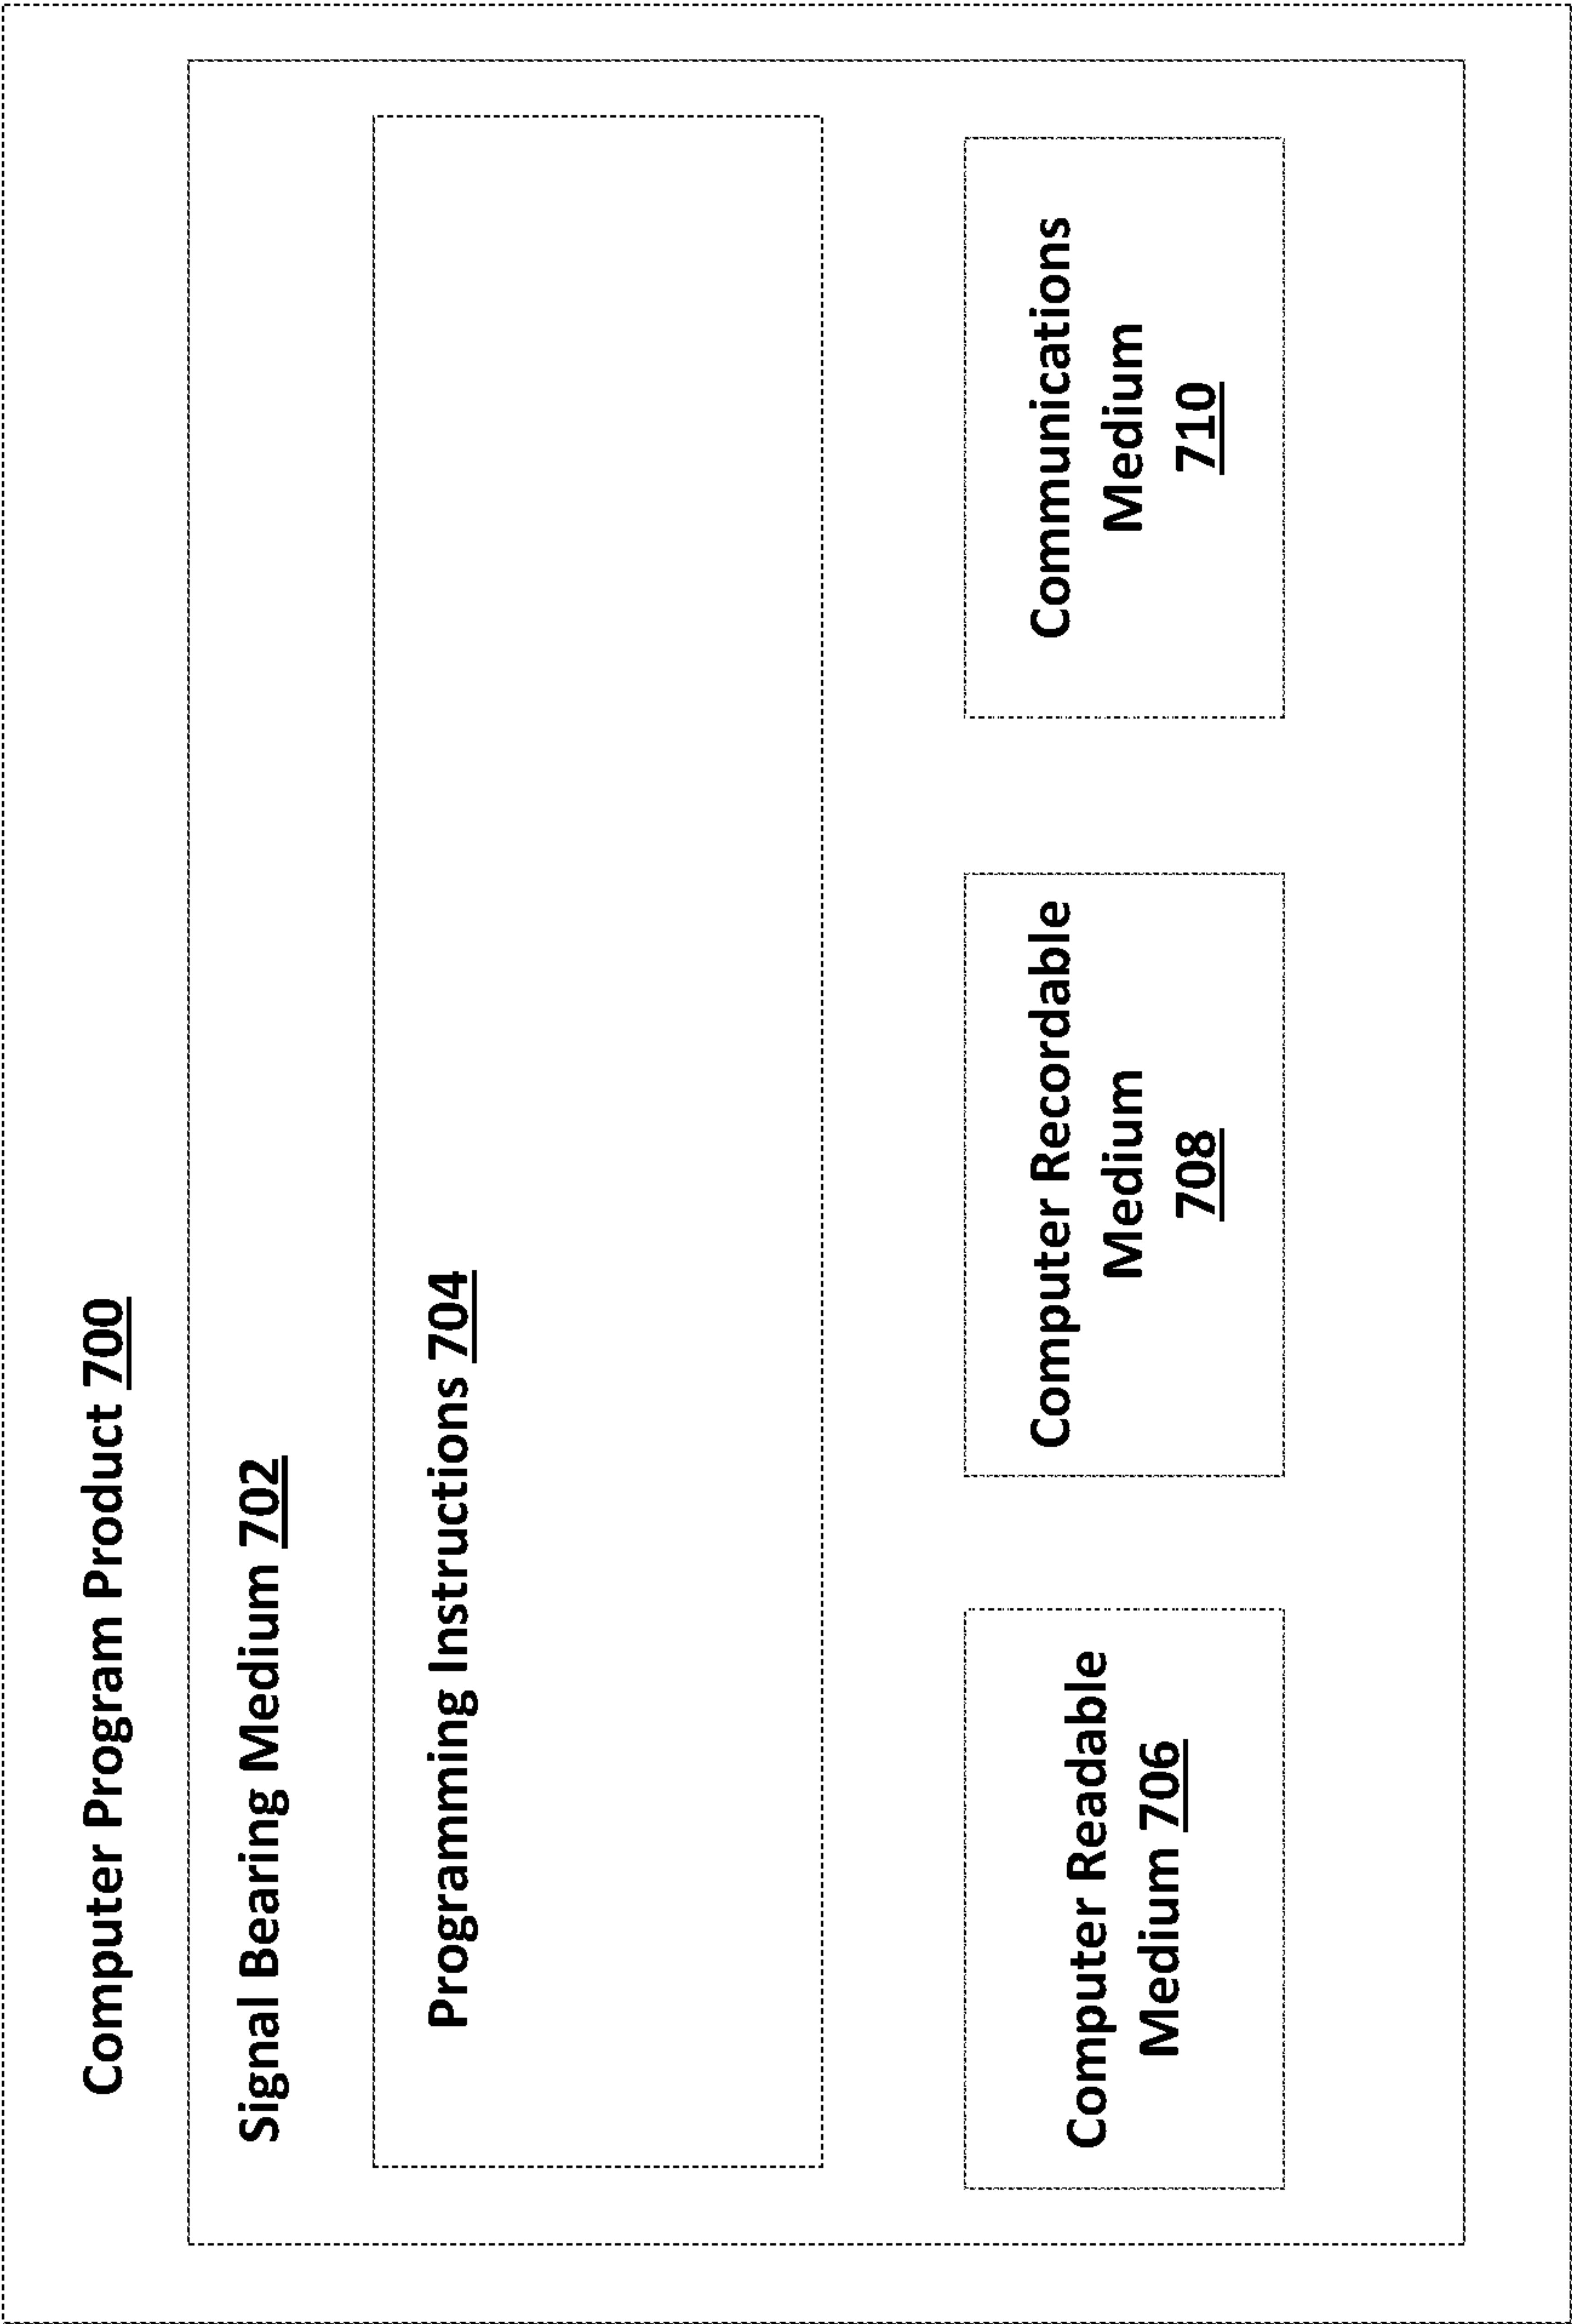 Computer Program Product 700
Signal Bearing Medium 702
Programming Instructions 704
Computer Readable
Medium 706
Computer Recordable
Medium
708
Communications
Medium
710